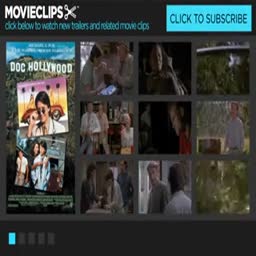 MOVIECLIPS
click below to watch new trailers and related movie clips
CLICK TO SUBSCRIBE
DOC HOLLYWOOD